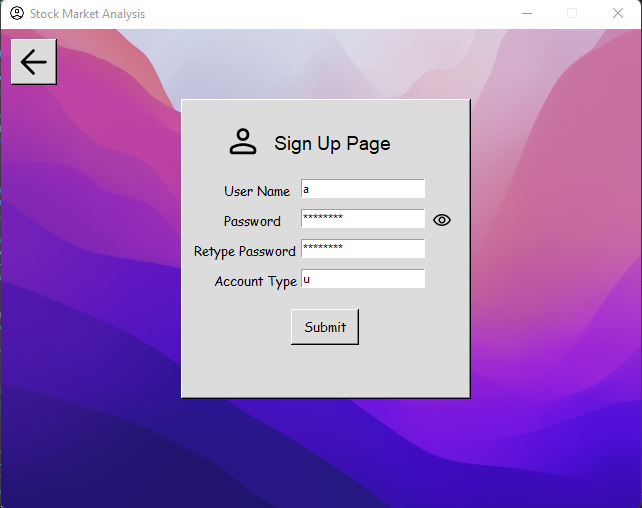 Stock Market Analysis
Sign Up Page
User Name a
Password ********
Retype Password ********
Account Type u
Submit